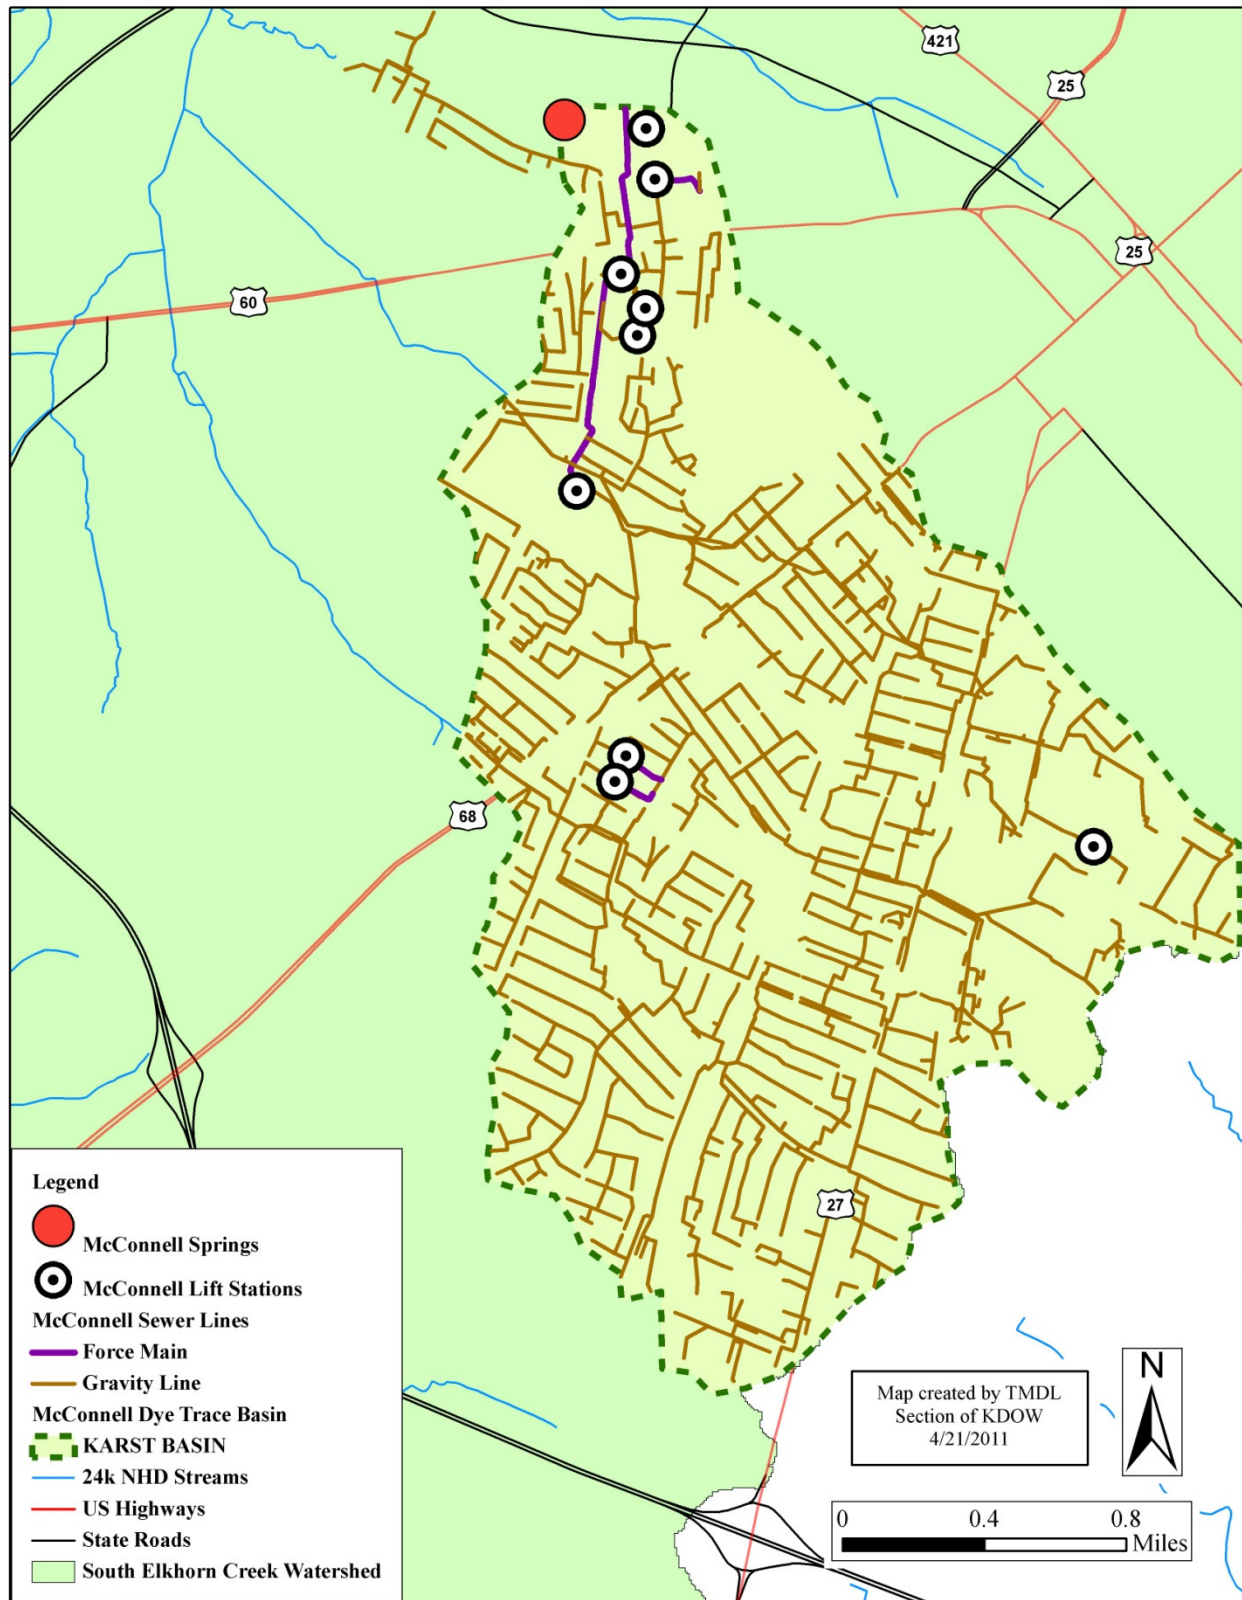 421
25
25
60
68
27
Legend
McConnell Springs
McConnell Lift Stations
McConnell Sewer Lines
Force Main
Gravity Line
McConnell Dye Trace Basin
KARST BASIN
24k NHD Streams
US Highways
State Roads
South Elkhorn Creek Watershed
Map created by TMDL
Section of KDOW
4/21/2011
N
0 0.4 0.8
Miles